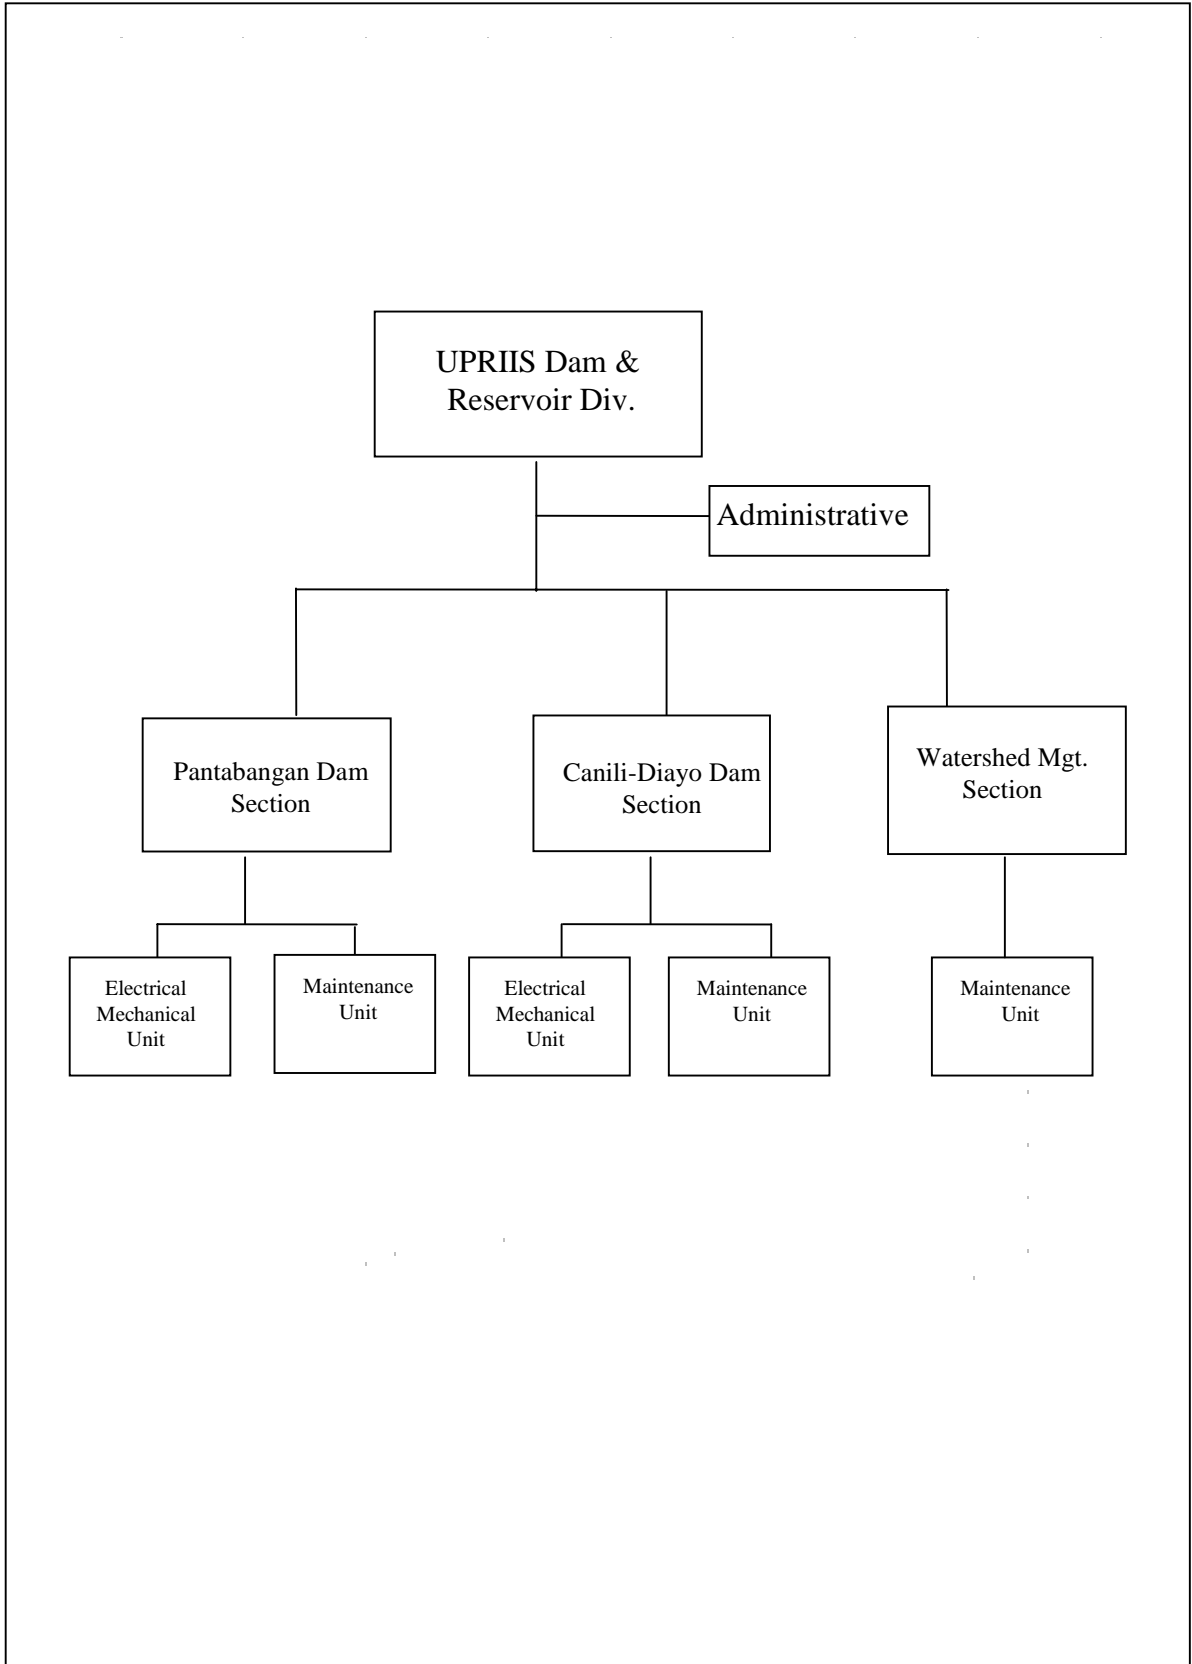 UPRIIS Dam &
Reservoir Div.
Administrative
Pantabangan Dam
Section
Canili-Diayo Dam
Section
Watershed Mgt.
Section
Electrical
Mechanical
Unit
Maintenance
Unit
Electrical
Mechanical
Unit
Maintenance
Unit
Maintenance
Unit